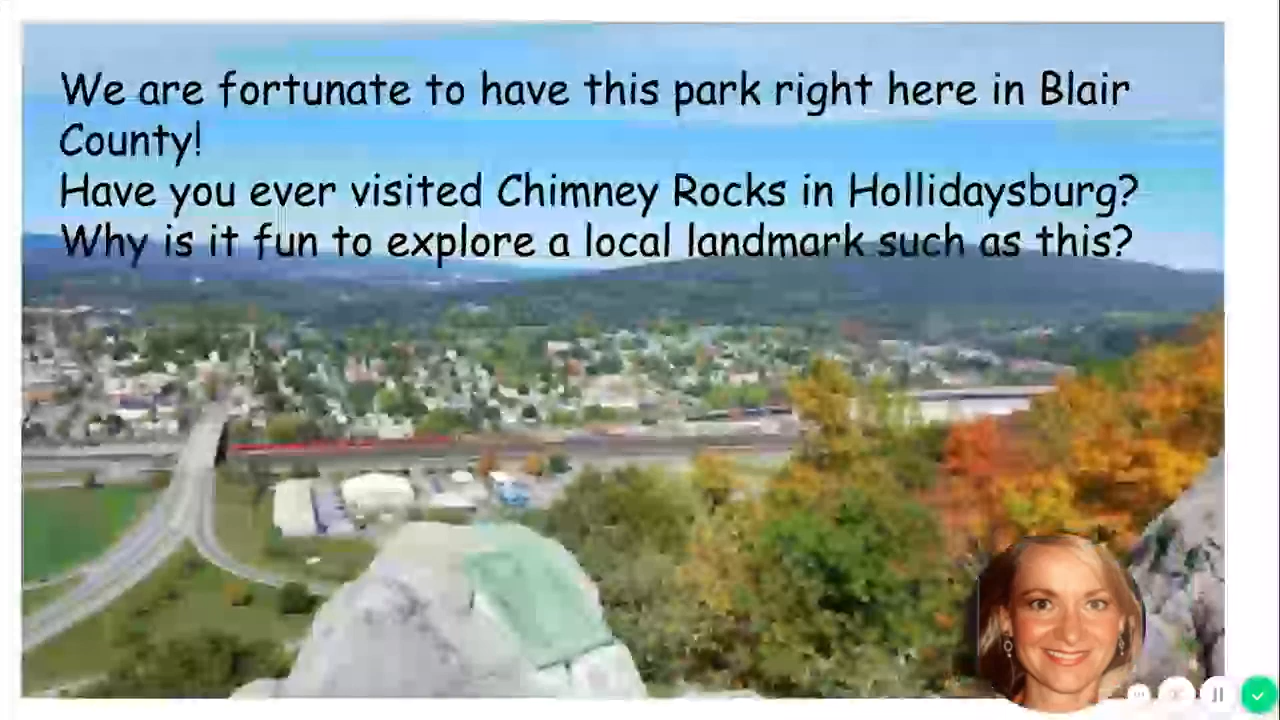 We are fortunate to have this park right here in Blair
County!
Have you ever visited Chimney Rocks in Hollidaysburg?
Why is it fun to explore a local landmark such as this?